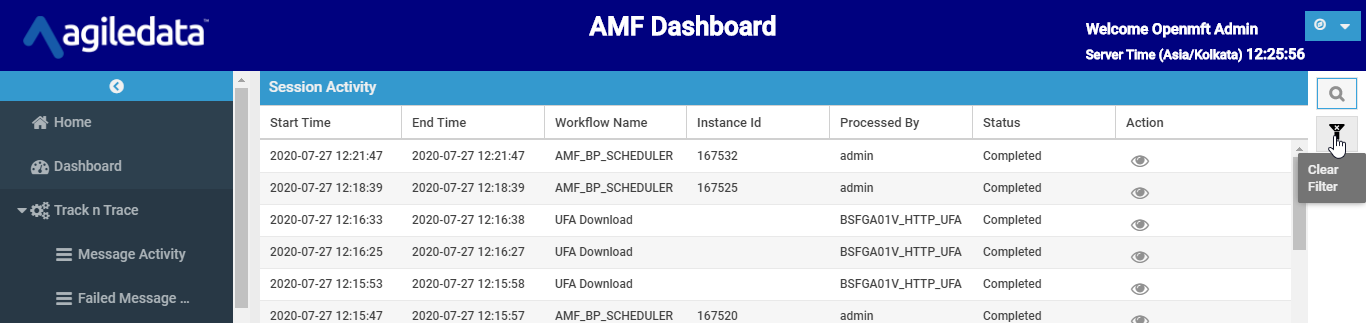 agiledata™
AMF Dashboard
Welcome Openmft Admin
Server Time (Asia/Kolkata) 12:25:56
Home
Dashboard
Track n Trace
Message Activity
Failed Message ...
Session Activity
Start Time End Time Workflow Name Instance Id Processed By Status Action
2020-07-27 12:21:47 2020-07-27 12:21:47 AMF_BP_SCHEDULER 167532 admin Completed
2020-07-27 12:18:39 2020-07-27 12:18:39 AMF_BP_SCHEDULER 167525 admin Completed
2020-07-27 12:16:33 2020-07-27 12:16:38 UFA Download BSFGA01V_HTTP_UFA Completed
2020-07-27 12:16:25 2020-07-27 12:16:27 UFA Download BSFGA01V_HTTP_UFA Completed
2020-07-27 12:15:53 2020-07-27 12:15:58 UFA Download BSFGA01V_HTTP_UFA Completed
2020-07-27 12:15:47 2020-07-27 12:15:57 AMF_BP_SCHEDULER 167520 admin Completed
Clear
Filter